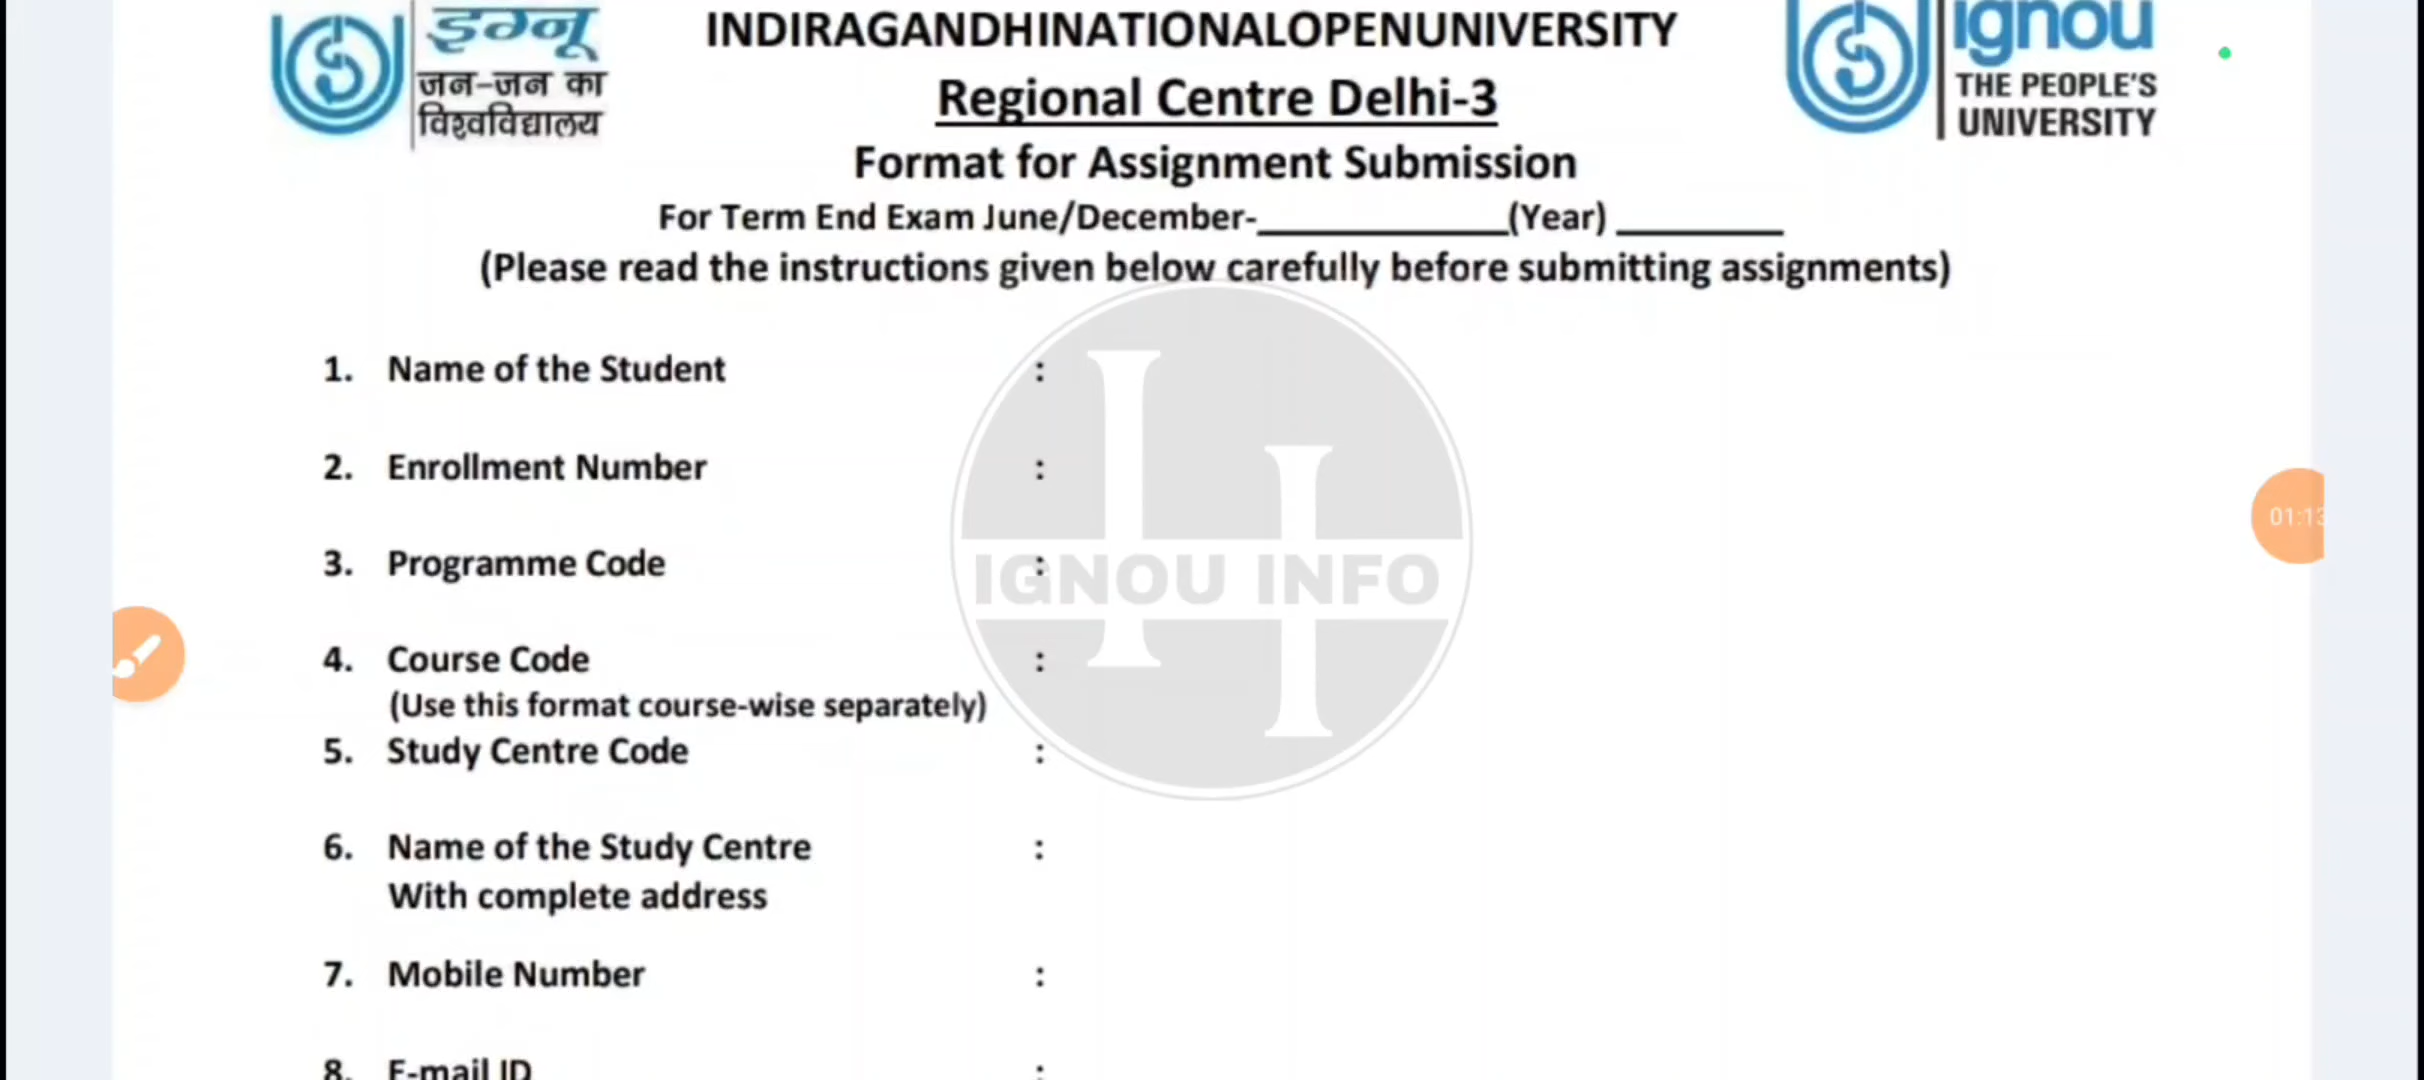 इग्नू
जन-जन का
विश्वविद्यालय
INDIRAGANDHINATIONALOPENUNIVERSITY
Regional Centre Delhi-3
Format for Assignment Submission
For Term End Exam June/December-____________(Year) ________
(Please read the instructions given below carefully before submitting assignments)
ignou
THE PEOPLE'S
UNIVERSITY
1. Name of the Student :
2. Enrollment Number :
3. Programme Code :
4. Course Code :
(Use this format course-wise separately)
5. Study Centre Code :
6. Name of the Study Centre :
With complete address
7. Mobile Number :
8. E-mail ID :
IGNOU INFO
01:13